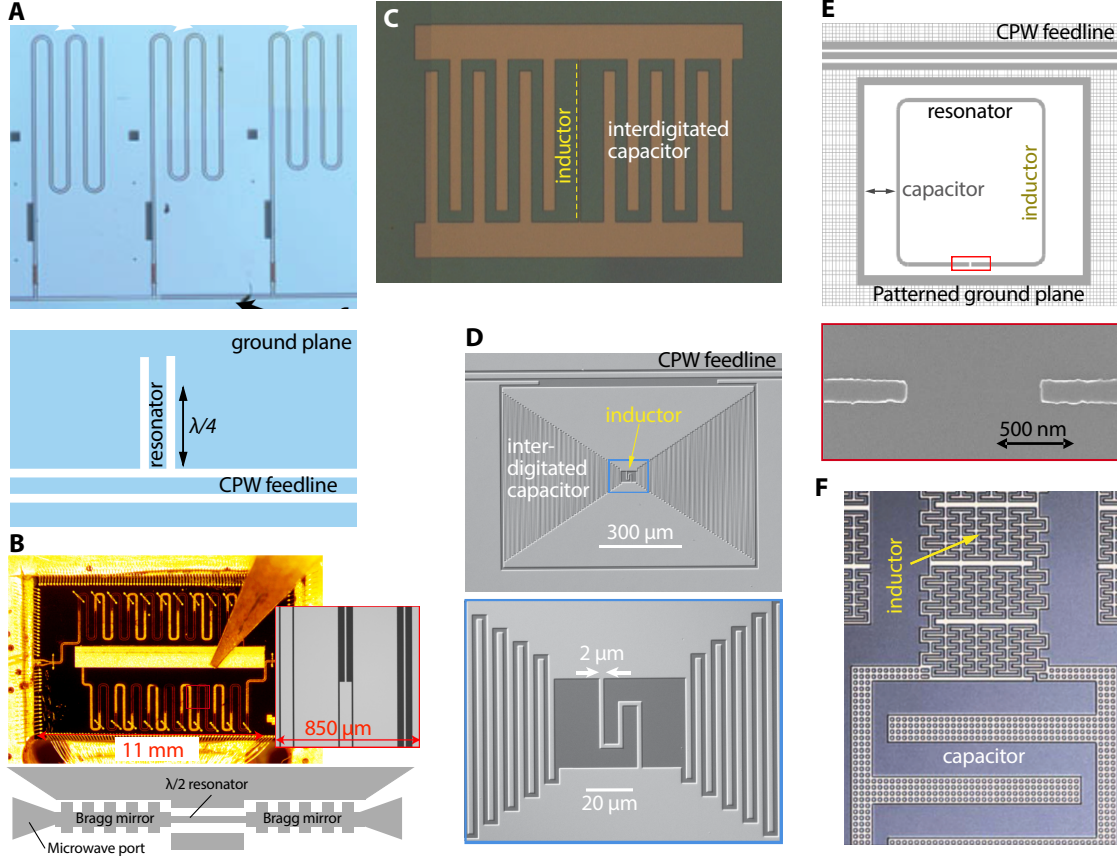 A
ground plane
resonator
λ/4
CPW feedline
B
11 mm
850 µm
λ/2 resonator
Bragg mirror
Bragg mirror
Microwave port
C
inductor
interdigitated
capacitor
D
CPW feedline
inductor
inter-
digitated
capacitor
300 µm
2 µm
20 µm
E
CPW feedline
resonator
capacitor
inductor
Patterned ground plane
500 nm
F
inductor
capacitor